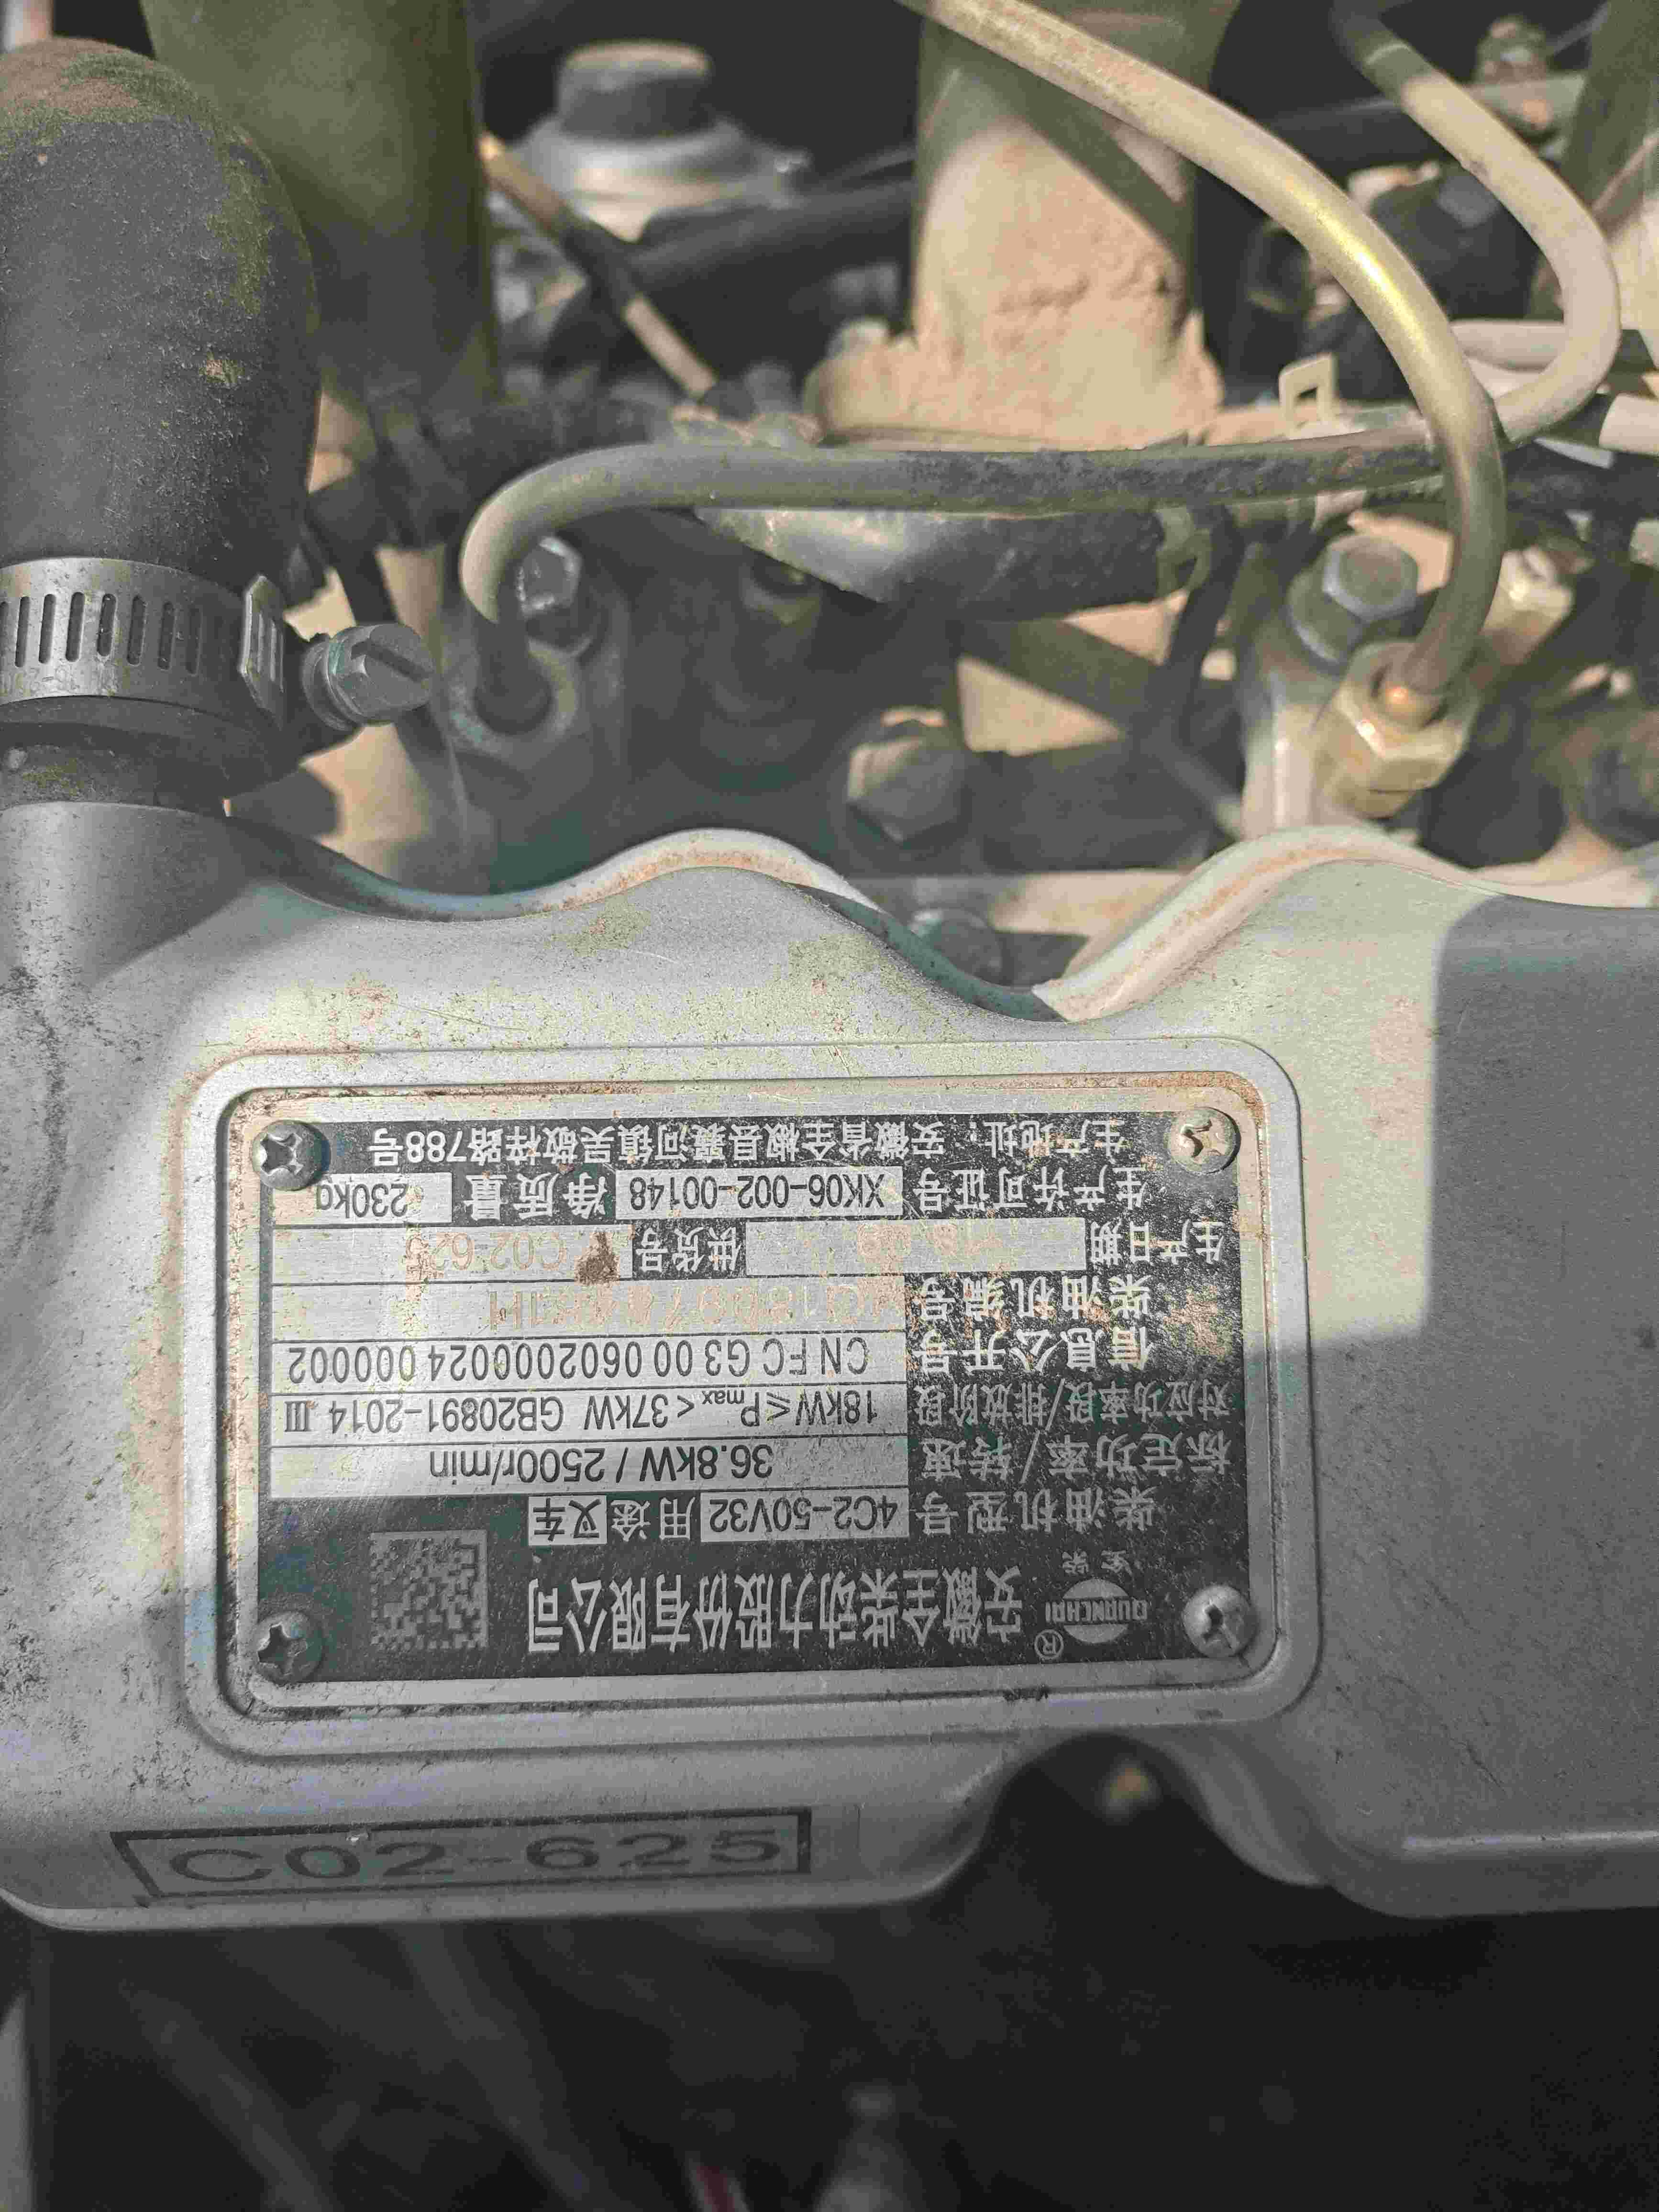 QUANCHAI
全柴
®
安徽全柴动力股份有限公司
柴油机型号 4C2-50V32 用途 叉车
标定功率/转速 36.8kW / 2500r/min
对应功率段/排放阶段 18kW≤Pmax<37kW GB20891-2014 Ⅲ
信息公开号 CN FC G3 00 0602000024 000002
柴油机编号
生产日期 供货号 C02 625
生产许可证号 XK06-002-00148 净质量 230kg
生产地址：安徽省全椒县襄河镇吴敬梓路788号
C02-625